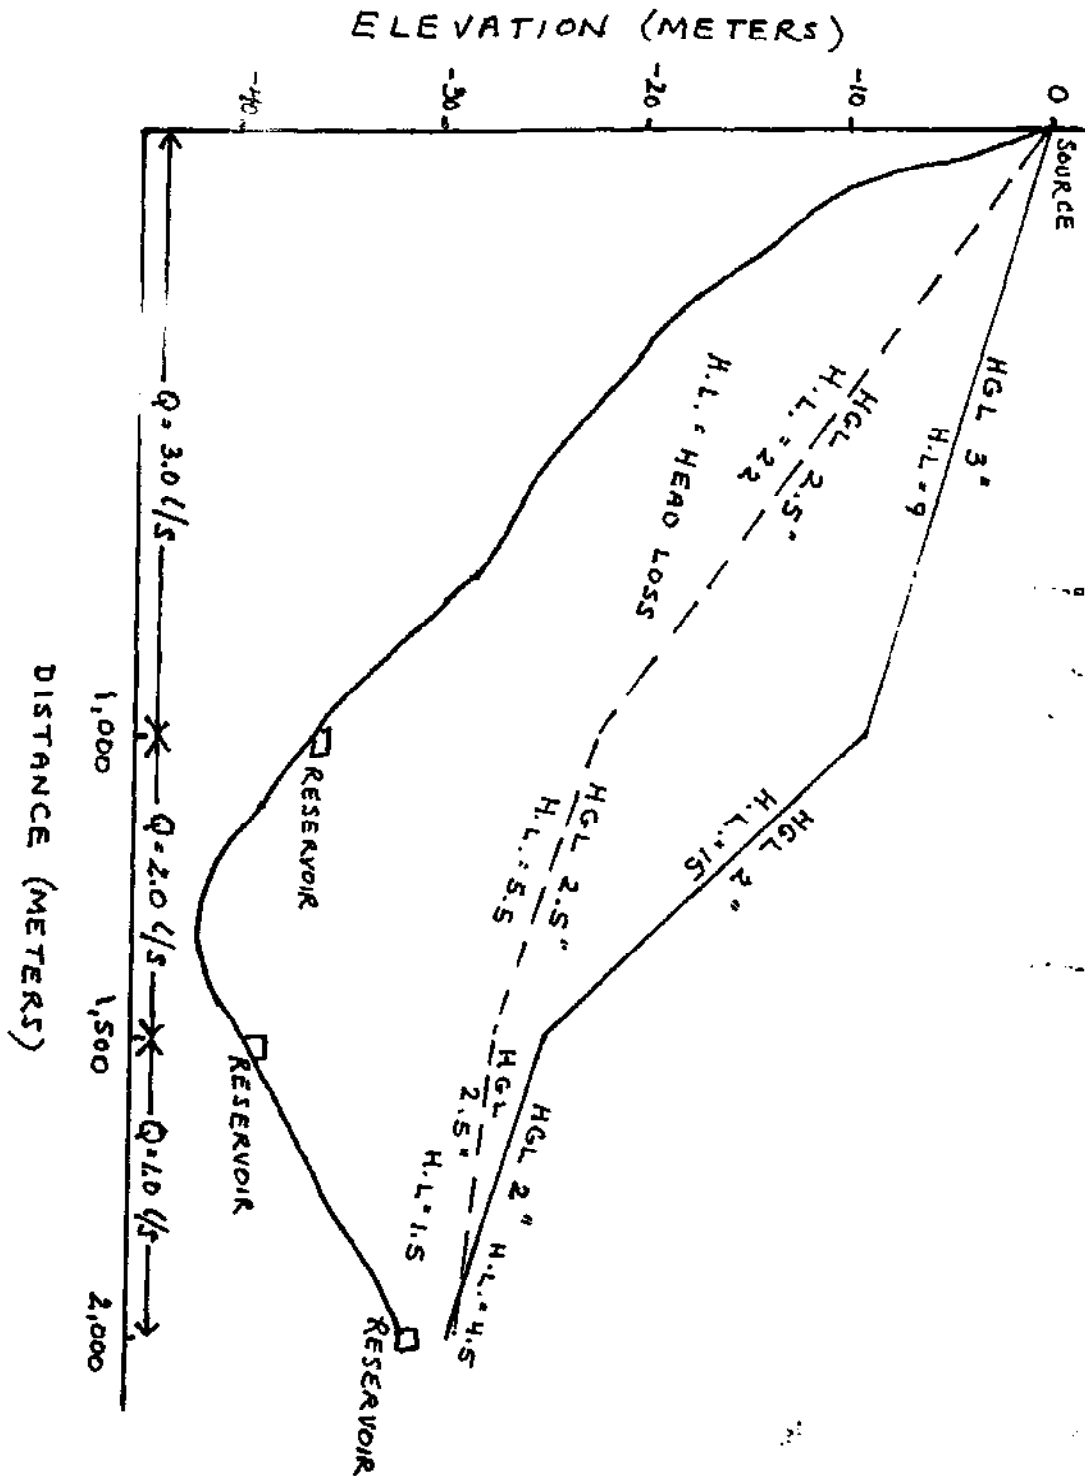 ELEVATION (METERS)
0
-10
-20
-30
-40
SOURCE
HGL 3"
H.L = 9
HGL 2.5"
H.L. = 22
H.L. = HEAD LOSS
HGL 2"
H.L. = 15
HGL 2.5"
H.L. = 5.5
HGL 2" H.L. = 4.5
HGL
2.5"
H.L = 1.5
RESERVOIR
RESERVOIR
RESERVOIR
Q = 3.0 l/s
Q = 2.0 l/s
Q = 1.0 l/s
1,000
1,500
2,000
DISTANCE (METERS)